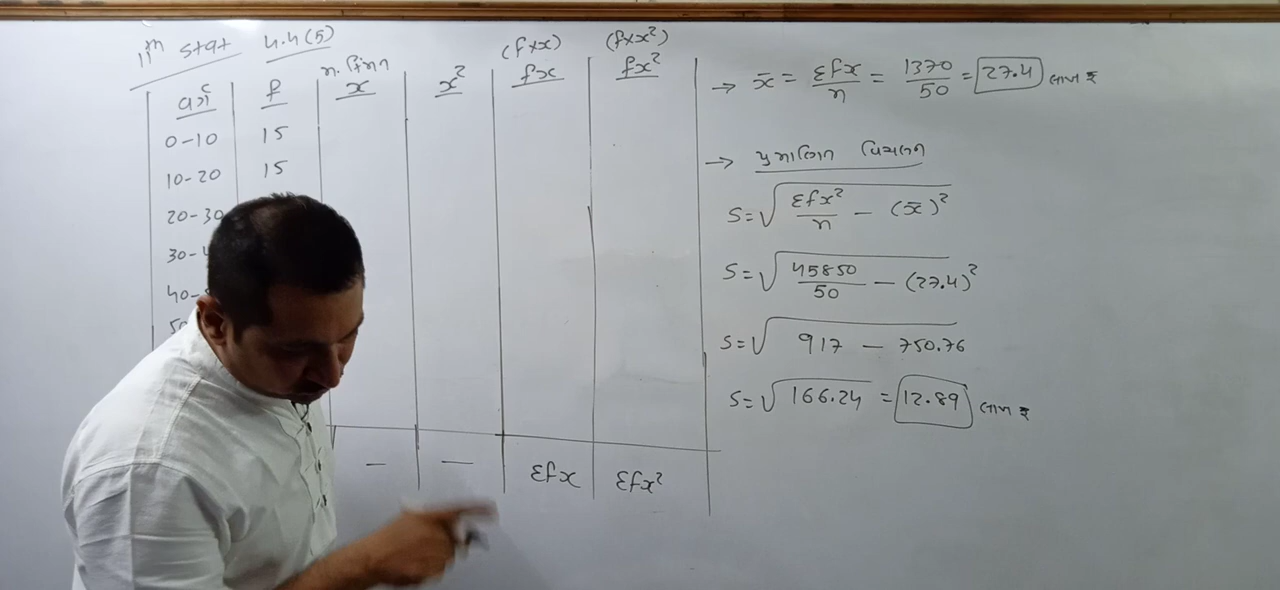 11th stat 4.4(5)
(f×x) (f×x²)
વર્ગ f x x² fx fx²
0-10 15
10-20 15
20-30
30-
40-
Σfx Σfx²
→ x̄ = Σfx/n = 1370/50 = 27.4 લાખ ₹
→ પ્રમાણિત વિચલન
S = √(Σfx²/n − (x̄)²)
S = √(45850/50 − (27.4)²)
S = √(917 − 750.76)
S = √166.24 = 12.89 લાખ ₹